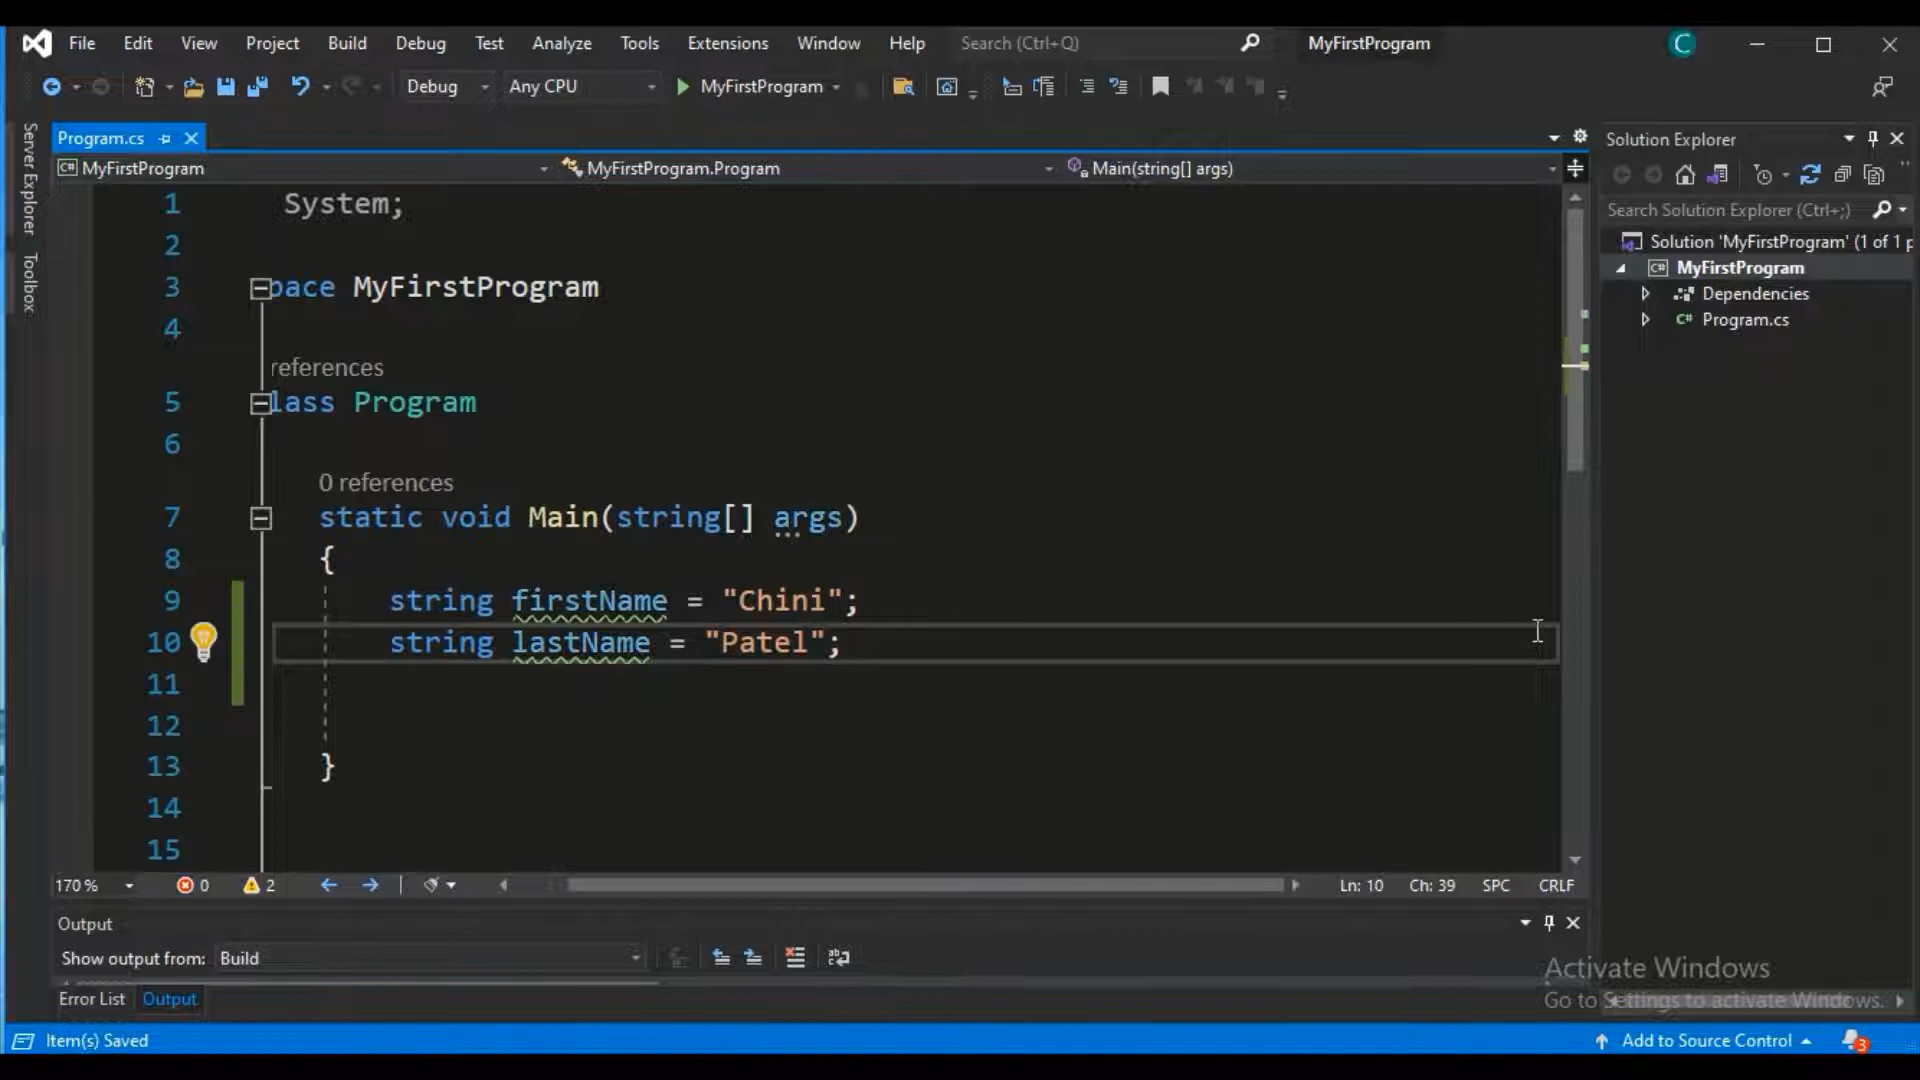 File Edit View Project Build Debug Test Analyze Tools Extensions Window Help Search (Ctrl+Q) MyFirstProgram C
Debug Any CPU MyFirstProgram
Program.cs
Solution Explorer
MyFirstProgram MyFirstProgram.Program Main(string[] args)
Server Explorer
Toolbox
Search Solution Explorer (Ctrl+;)
Solution 'MyFirstProgram' (1 of 1 p
MyFirstProgram
Dependencies
Program.cs
1 System;
2
3 pace MyFirstProgram
4
references
5 lass Program
6
0 references
7 static void Main(string[] args)
8 {
9 string firstName = "Chini";
10 string lastName = "Patel";
11
12
13 }
14
15
170 % 0 2 Ln: 10 Ch: 39 SPC CRLF
Output
Show output from: Build
Error List Output
Activate Windows
Go to Settings to activate Windows.
Item(s) Saved Add to Source Control 3